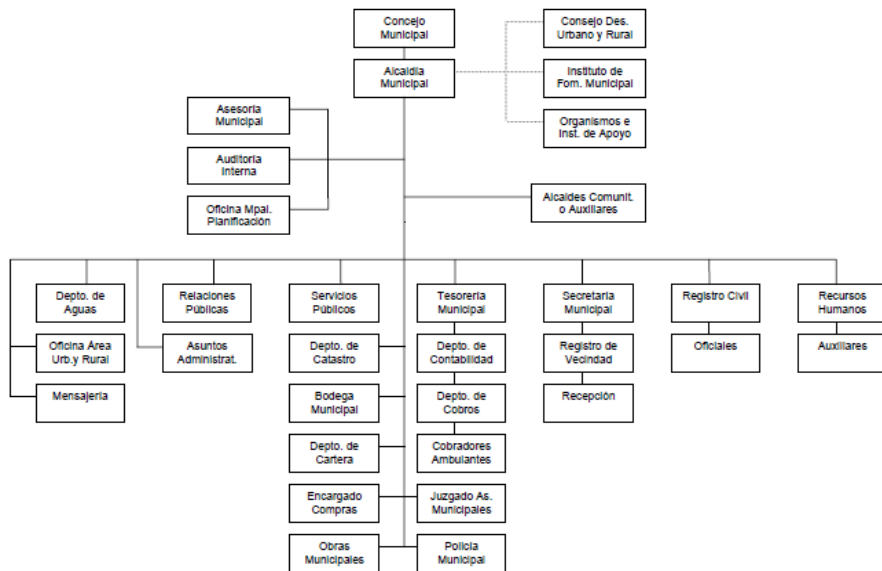 Concejo
Municipal
Consejo Des.
Urbano y Rural
Alcaldía
Municipal
Instituto de
Fom. Municipal
Asesoría
Municipal
Organismos e
Inst. de Apoyo
Auditoría
Interna
Oficina Mpal.
Planificación
Alcaldes Comunit.
o Auxiliares
Depto. de
Aguas
Relaciones
Públicas
Servicios
Públicos
Tesorería
Municipal
Secretaría
Municipal
Registro Civil
Recursos
Humanos
Oficina Área
Urb.y Rural
Asuntos
Administrat.
Depto. de
Catastro
Depto. de
Contabilidad
Registro de
Vecindad
Oficiales
Auxiliares
Mensajería
Bodega
Municipal
Depto. de
Cobros
Recepción
Depto. de
Cartera
Cobradores
Ambulantes
Encargado
Compras
Juzgado As.
Municipales
Obras
Municipales
Policía
Municipal